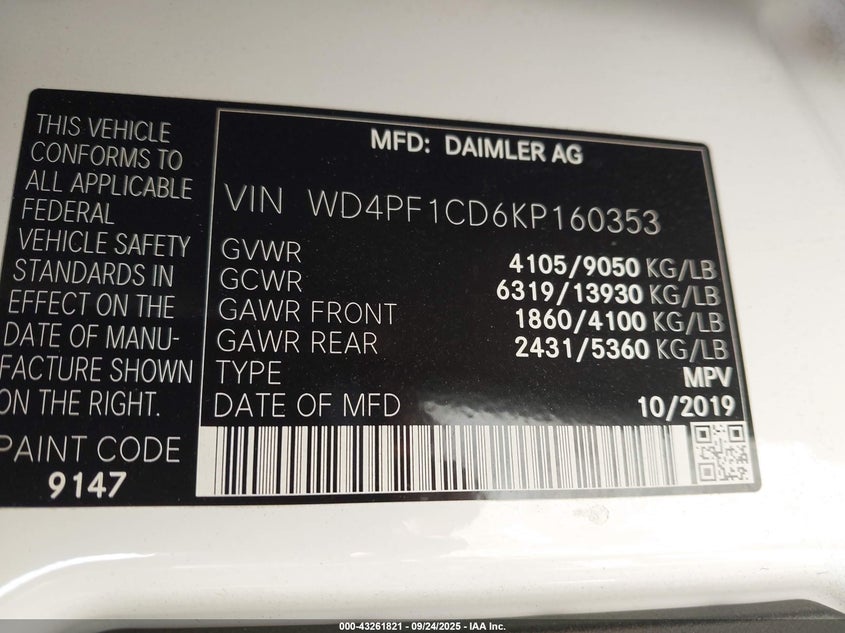 THIS VEHICLE
CONFORMS TO
ALL APPLICABLE
FEDERAL
VEHICLE SAFETY
STANDARDS IN
EFFECT ON THE
DATE OF MANU-
FACTURE SHOWN
ON THE RIGHT.
PAINT CODE
9147
MFD: DAIMLER AG
VIN WD4PF1CD6KP160353
GVWR 4105/9050 KG/LB
GCWR 6319/13930 KG/LB
GAWR FRONT 1860/4100 KG/LB
GAWR REAR 2431/5360 KG/LB
TYPE MPV
DATE OF MFD 10/2019
000-43261821 - 09/24/2025 - IAA Inc.